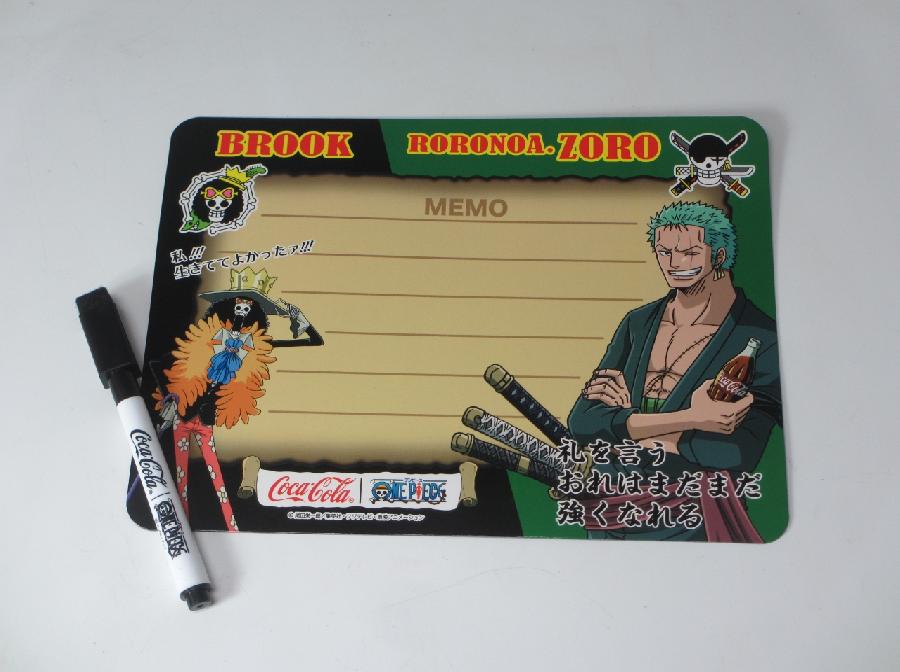 BROOK
RORONOA.ZORO
MEMO
私!!!
生きててよかったァ!!!
Coca-Cola
礼を言う
おれはまだまだ
強くなれる
Coca-Cola
ONE PIECE
Coca-Cola
ONE PIECE